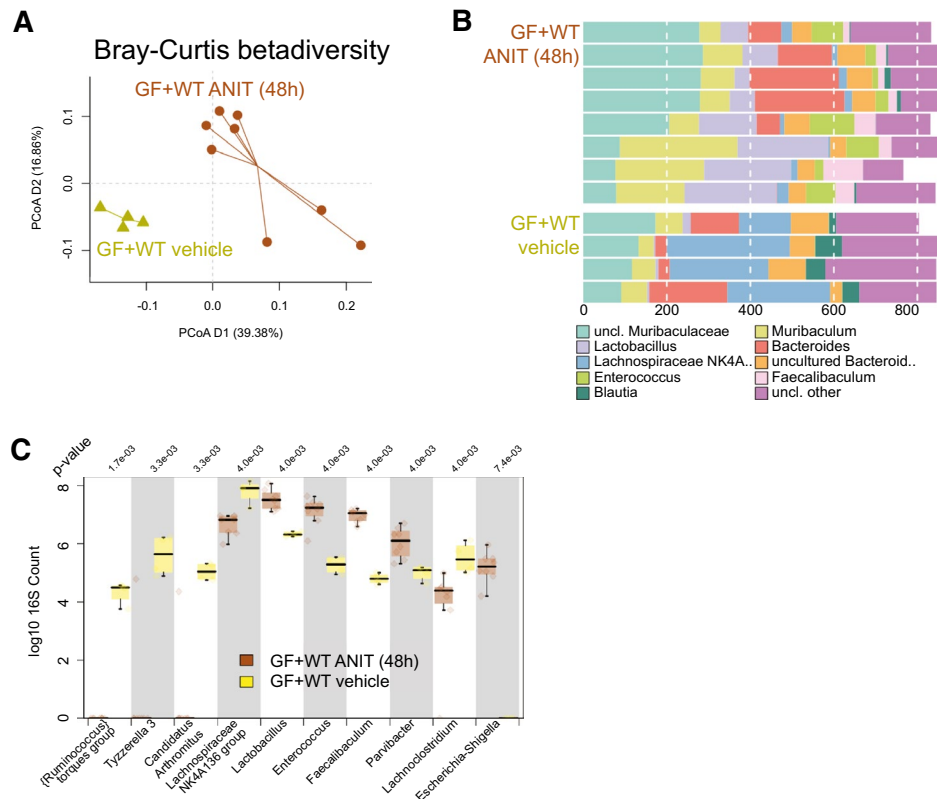 A
Bray-Curtis betadiversity
GF+WT ANIT (48h)
GF+WT vehicle
PCoA D2 (16.86%)
0.1
0.0
-0.1
-0.1
0.0
0.1
0.2
PCoA D1 (39.38%)
B
GF+WT
ANIT (48h)
GF+WT
vehicle
0
200
400
600
800
uncl. Muribaculaceae
Muribaculum
Lactobacillus
Bacteroides
Lachnospiraceae NK4A..
uncultured Bacteroid..
Enterococcus
Faecalibaculum
Blautia
uncl. other
C
p-value
1.7e-03
3.3e-03
3.3e-03
4.0e-03
4.0e-03
4.0e-03
4.0e-03
4.0e-03
4.0e-03
7.4e-03
log10 16S Count
8
6
4
2
0
GF+WT ANIT (48h)
GF+WT vehicle
{Ruminococcus}
torques group
Tyzzerella 3
Candidatus
Arthromitus
Lachnospiraceae
NK4A136 group
Lactobacillus
Enterococcus
Faecalibaculum
Parvibacter
Lachnoclostridium
Escherichia-Shigella